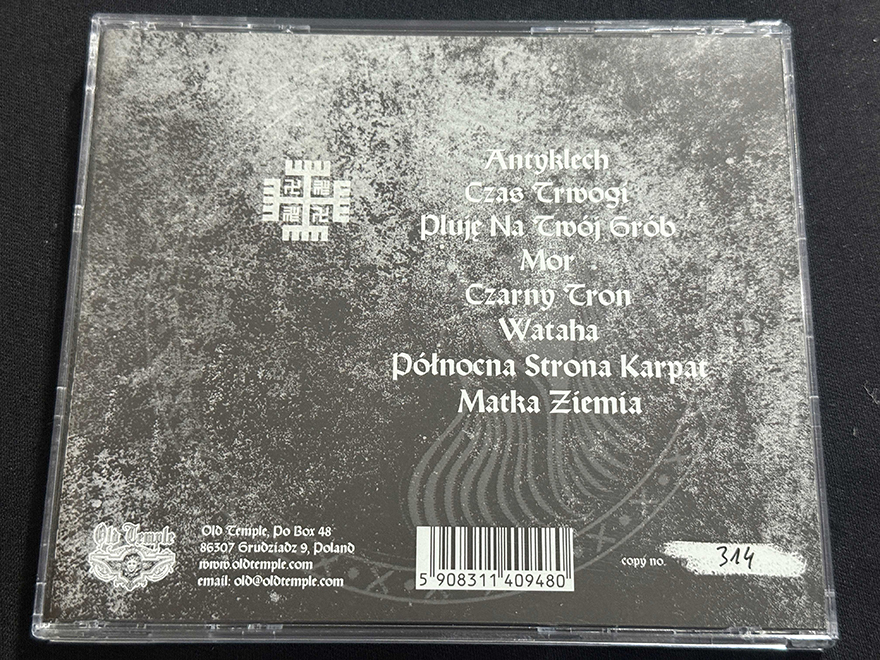 Antyklech
Czas Trwogi
Pluję Na Twój Grób
Mor
Czarny Tron
Wataha
Północna Strona Karpat
Matka Ziemia
Old Temple
Old Temple, Po Box 48
86307 Grudziadz 9, Poland
www.oldtemple.com
email: old@oldtemple.com
5 908311 409480
copy no. 314